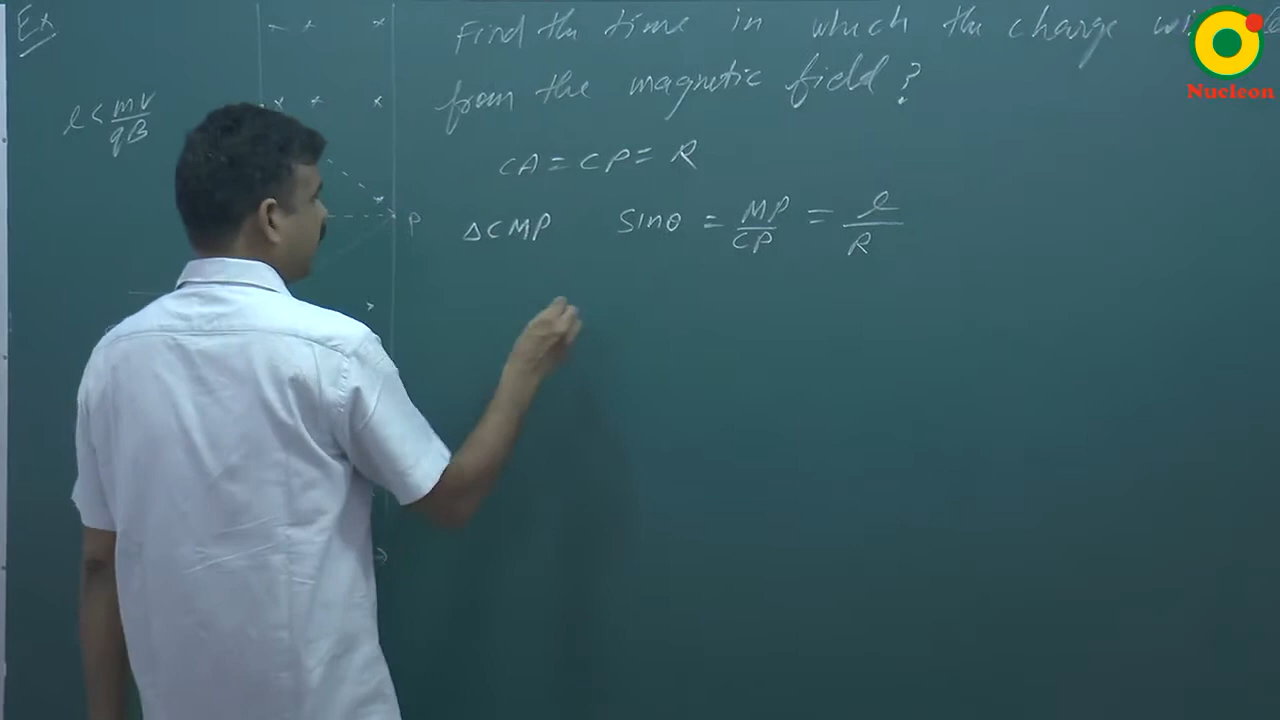 Ex
Find the time in which the charge
from the magnetic field?
l < mv/qB
CA = CP = R
P
ΔCMP sinθ = MP/CP = l/R
Nucleon